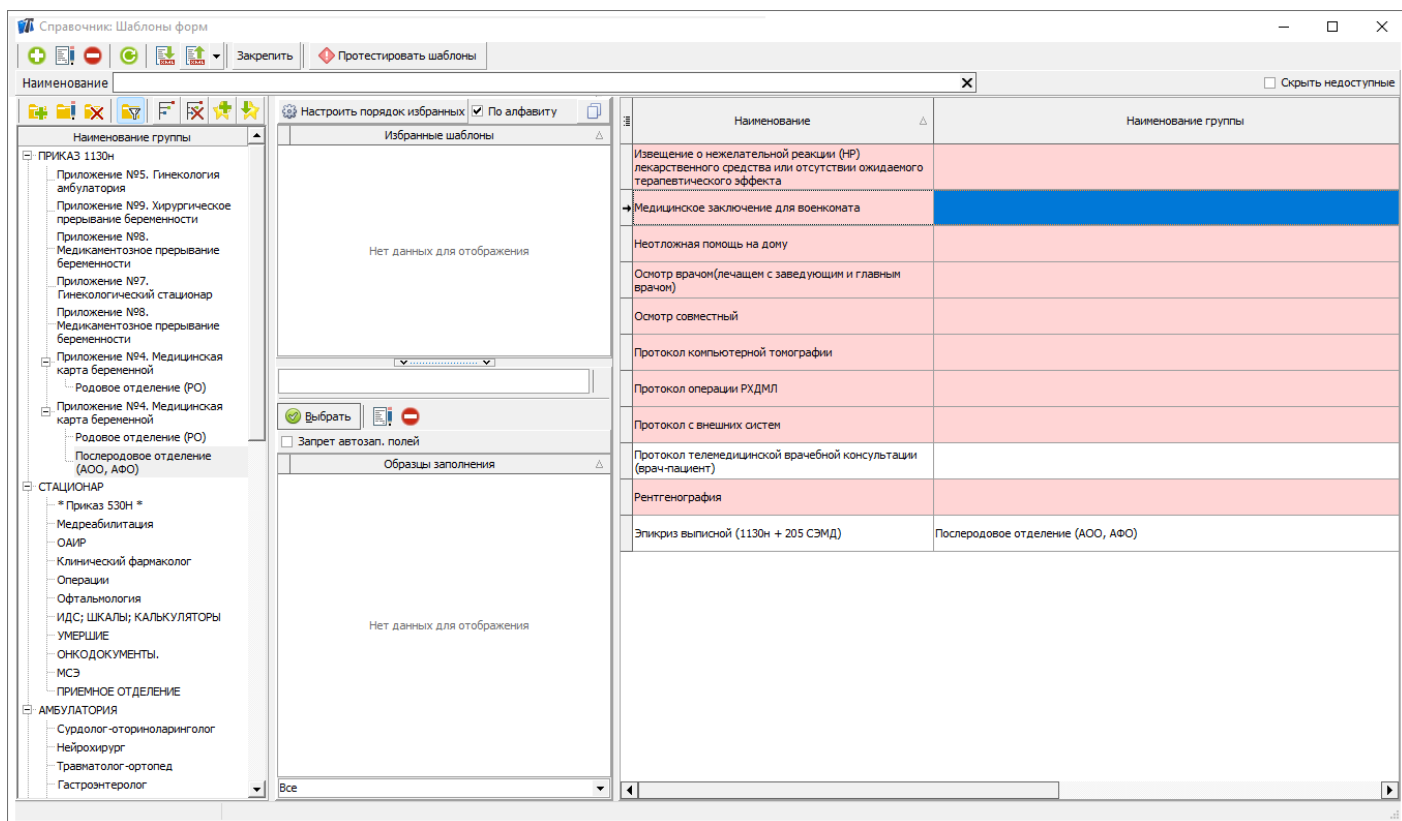 Справочник: Шаблоны форм
Закрепить
Протестировать шаблоны
Наименование
Скрыть недоступные
Наименование группы
ПРИКАЗ 1130н
Приложение №5. Гинекология
амбулатория
Приложение №9. Хирургическое
прерывание беременности
Приложение №8.
Медикаментозное прерывание
беременности
Приложение №7.
Гинекологический стационар
Приложение №8.
Медикаментозное прерывание
беременности
Приложение №4. Медицинская
карта беременной
Родовое отделение (РО)
Приложение №4. Медицинская
карта беременной
Родовое отделение (РО)
Послеродовое отделение
(АОО, АФО)
СТАЦИОНАР
* Приказ 530Н *
Медреабилитация
ОАИР
Клинический фармаколог
Операции
Офтальмология
ИДС; ШКАЛЫ; КАЛЬКУЛЯТОРЫ
УМЕРШИЕ
ОНКОДОКУМЕНТЫ.
МСЭ
ПРИЕМНОЕ ОТДЕЛЕНИЕ
АМБУЛАТОРИЯ
Сурдолог-оториноларинголог
Нейрохирург
Травматолог-ортопед
Гастроэнтеролог
Настроить порядок избранных
По алфавиту
Избранные шаблоны
Нет данных для отображения
Выбрать
Запрет автозап. полей
Образцы заполнения
Нет данных для отображения
Все
Наименование
Наименование группы
Извещение о нежелательной реакции (НР)
лекарственного средства или отсутствии ожидаемого
терапевтического эффекта
Медицинское заключение для военкомата
Неотложная помощь на дому
Осмотр врачом(лечащем с заведующим и главным
врачом)
Осмотр совместный
Протокол компьютерной томографии
Протокол операции РХДМЛ
Протокол с внешних систем
Протокол телемедицинской врачебной консультации
(врач-пациент)
Рентгенография
Эпикриз выписной (1130н + 205 СЭМД)
Послеродовое отделение (АОО, АФО)